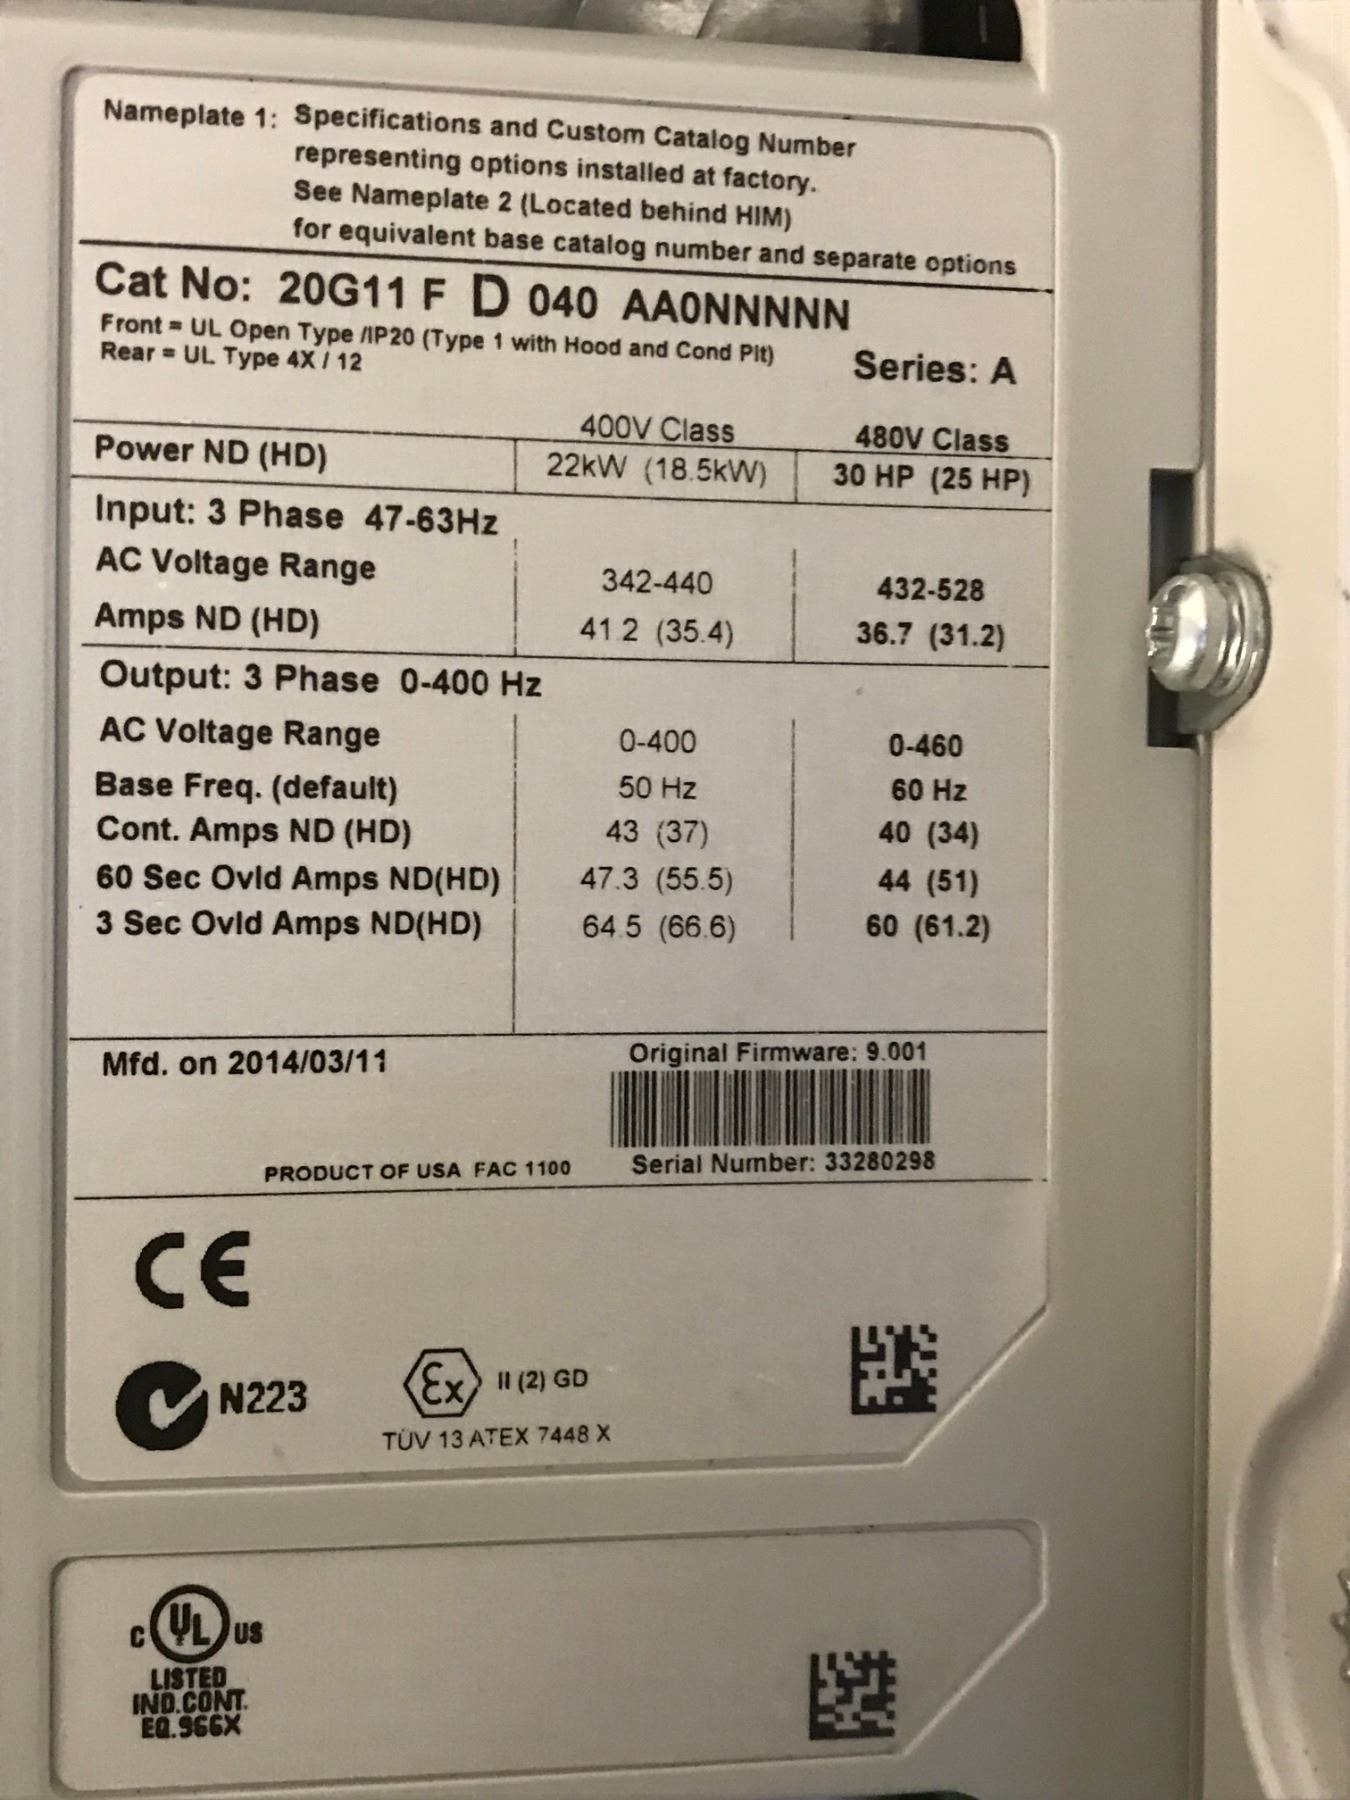 Nameplate 1: Specifications and Custom Catalog Number
representing options installed at factory.
See Nameplate 2 (Located behind HIM)
for equivalent base catalog number and separate options
Cat No: 20G11 F D 040 AA0NNNNN
Front = UL Open Type /IP20 (Type 1 with Hood and Cond Plt)
Rear = UL Type 4X / 12
Series: A
400V Class 480V Class
Power ND (HD) 22kW (18.5kW) 30 HP (25 HP)
Input: 3 Phase 47-63Hz
AC Voltage Range 342-440 432-528
Amps ND (HD) 41.2 (35.4) 36.7 (31.2)
Output: 3 Phase 0-400 Hz
AC Voltage Range 0-400 0-460
Base Freq. (default) 50 Hz 60 Hz
Cont. Amps ND (HD) 43 (37) 40 (34)
60 Sec Ovld Amps ND(HD) 47.3 (55.5) 44 (51)
3 Sec Ovld Amps ND(HD) 64.5 (66.6) 60 (61.2)
Mfd. on 2014/03/11
Original Firmware: 9.001
PRODUCT OF USA FAC 1100
Serial Number: 33280298
CE
N223
Ex II (2) GD
TÜV 13 ATEX 7448 X
C UL US
LISTED
IND.CONT.
EQ.966X